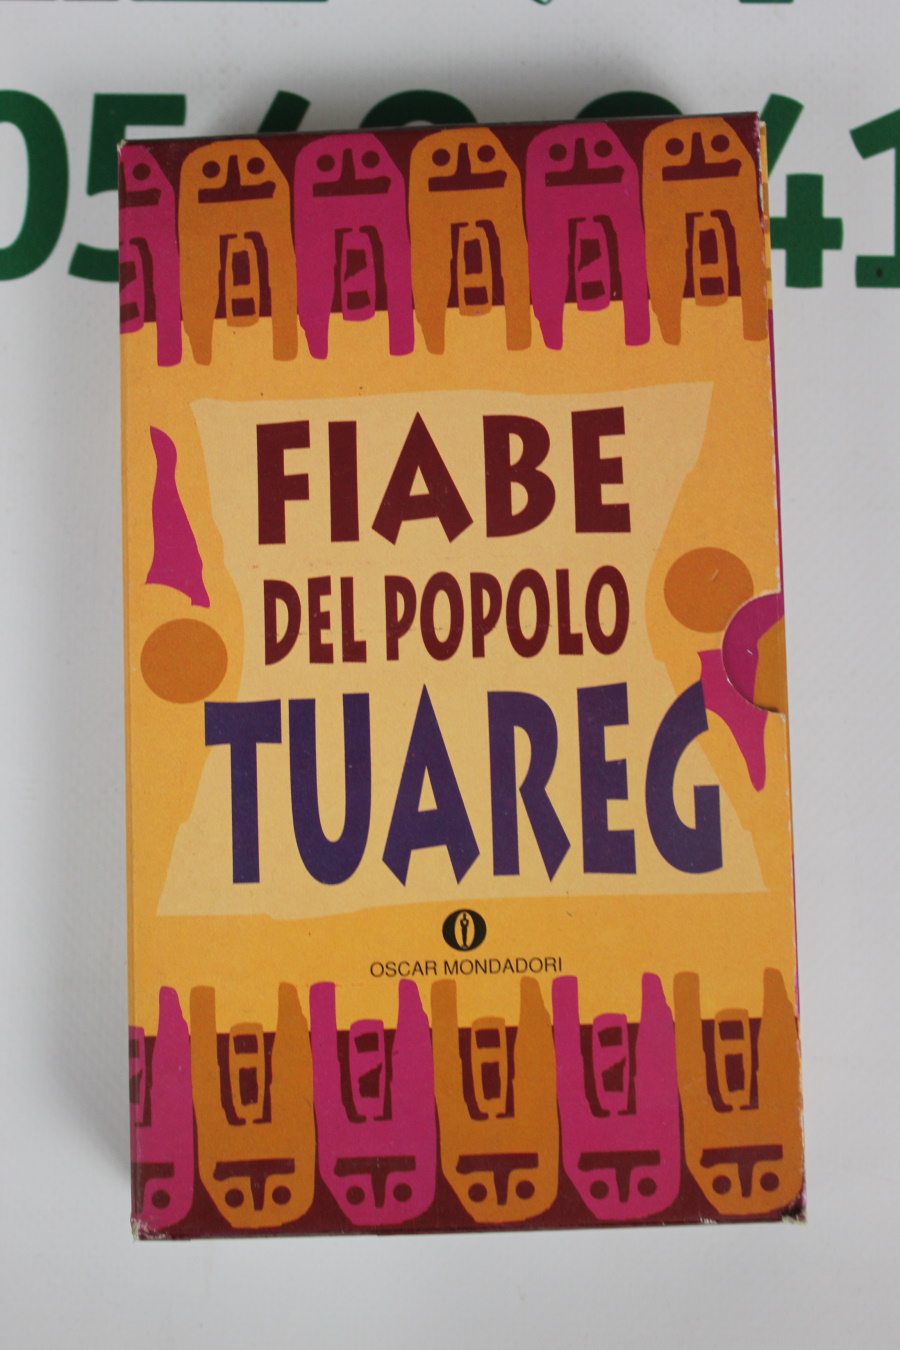 FIABE
DEL POPOLO
TUAREG
OSCAR MONDADORI